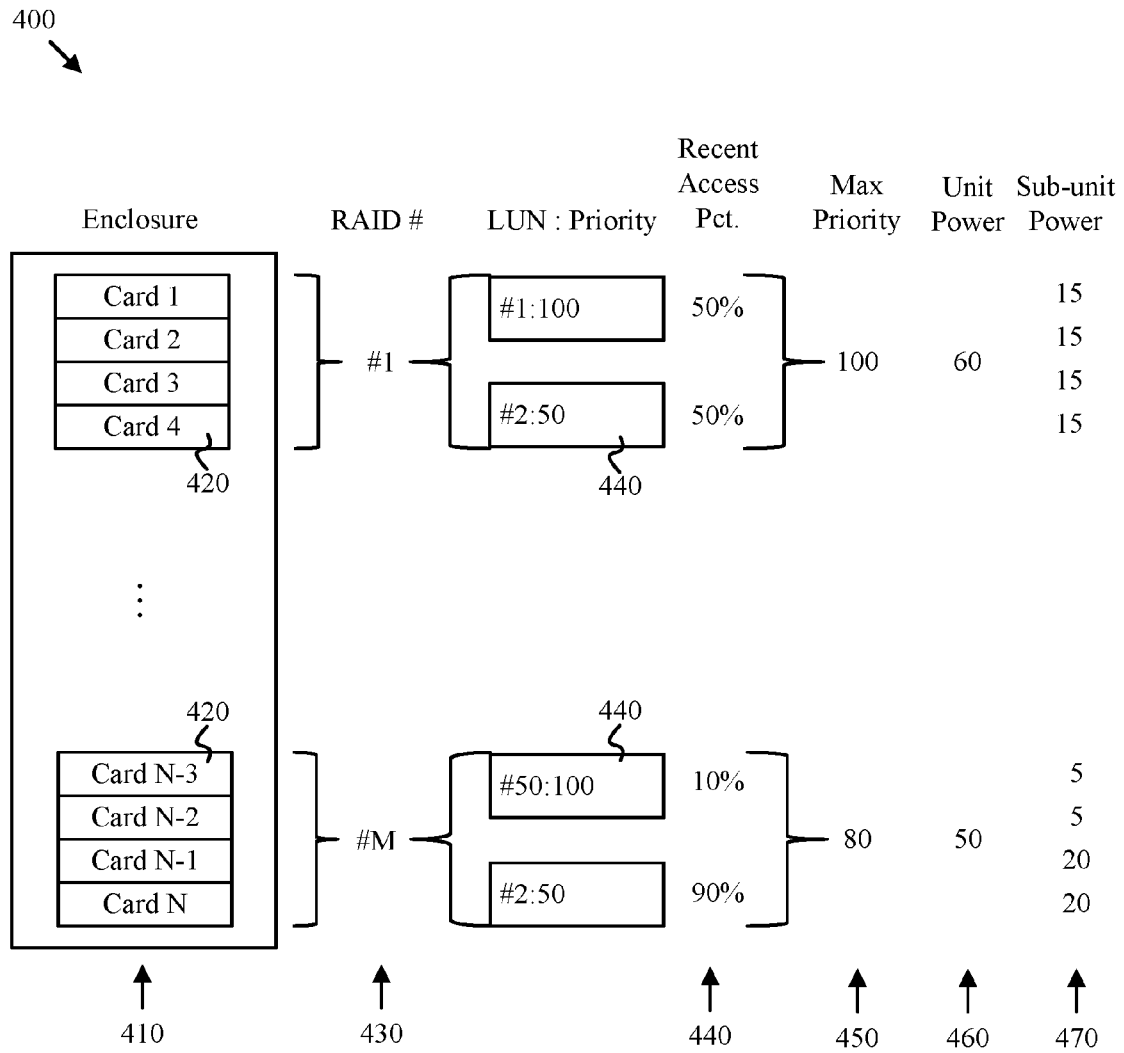 400
Recent
Access
Pct.
Max
Priority
Unit
Power
Sub-unit
Power
Enclosure
RAID #
LUN : Priority
Card 1
Card 2
Card 3
Card 4
420
#1
#1:100
50%
#2:50
50%
440
100
60
15
15
15
15
⋮
420
440
Card N-3
Card N-2
Card N-1
Card N
#M
#50:100
10%
#2:50
90%
80
50
5
5
20
20
410
430
440
450
460
470